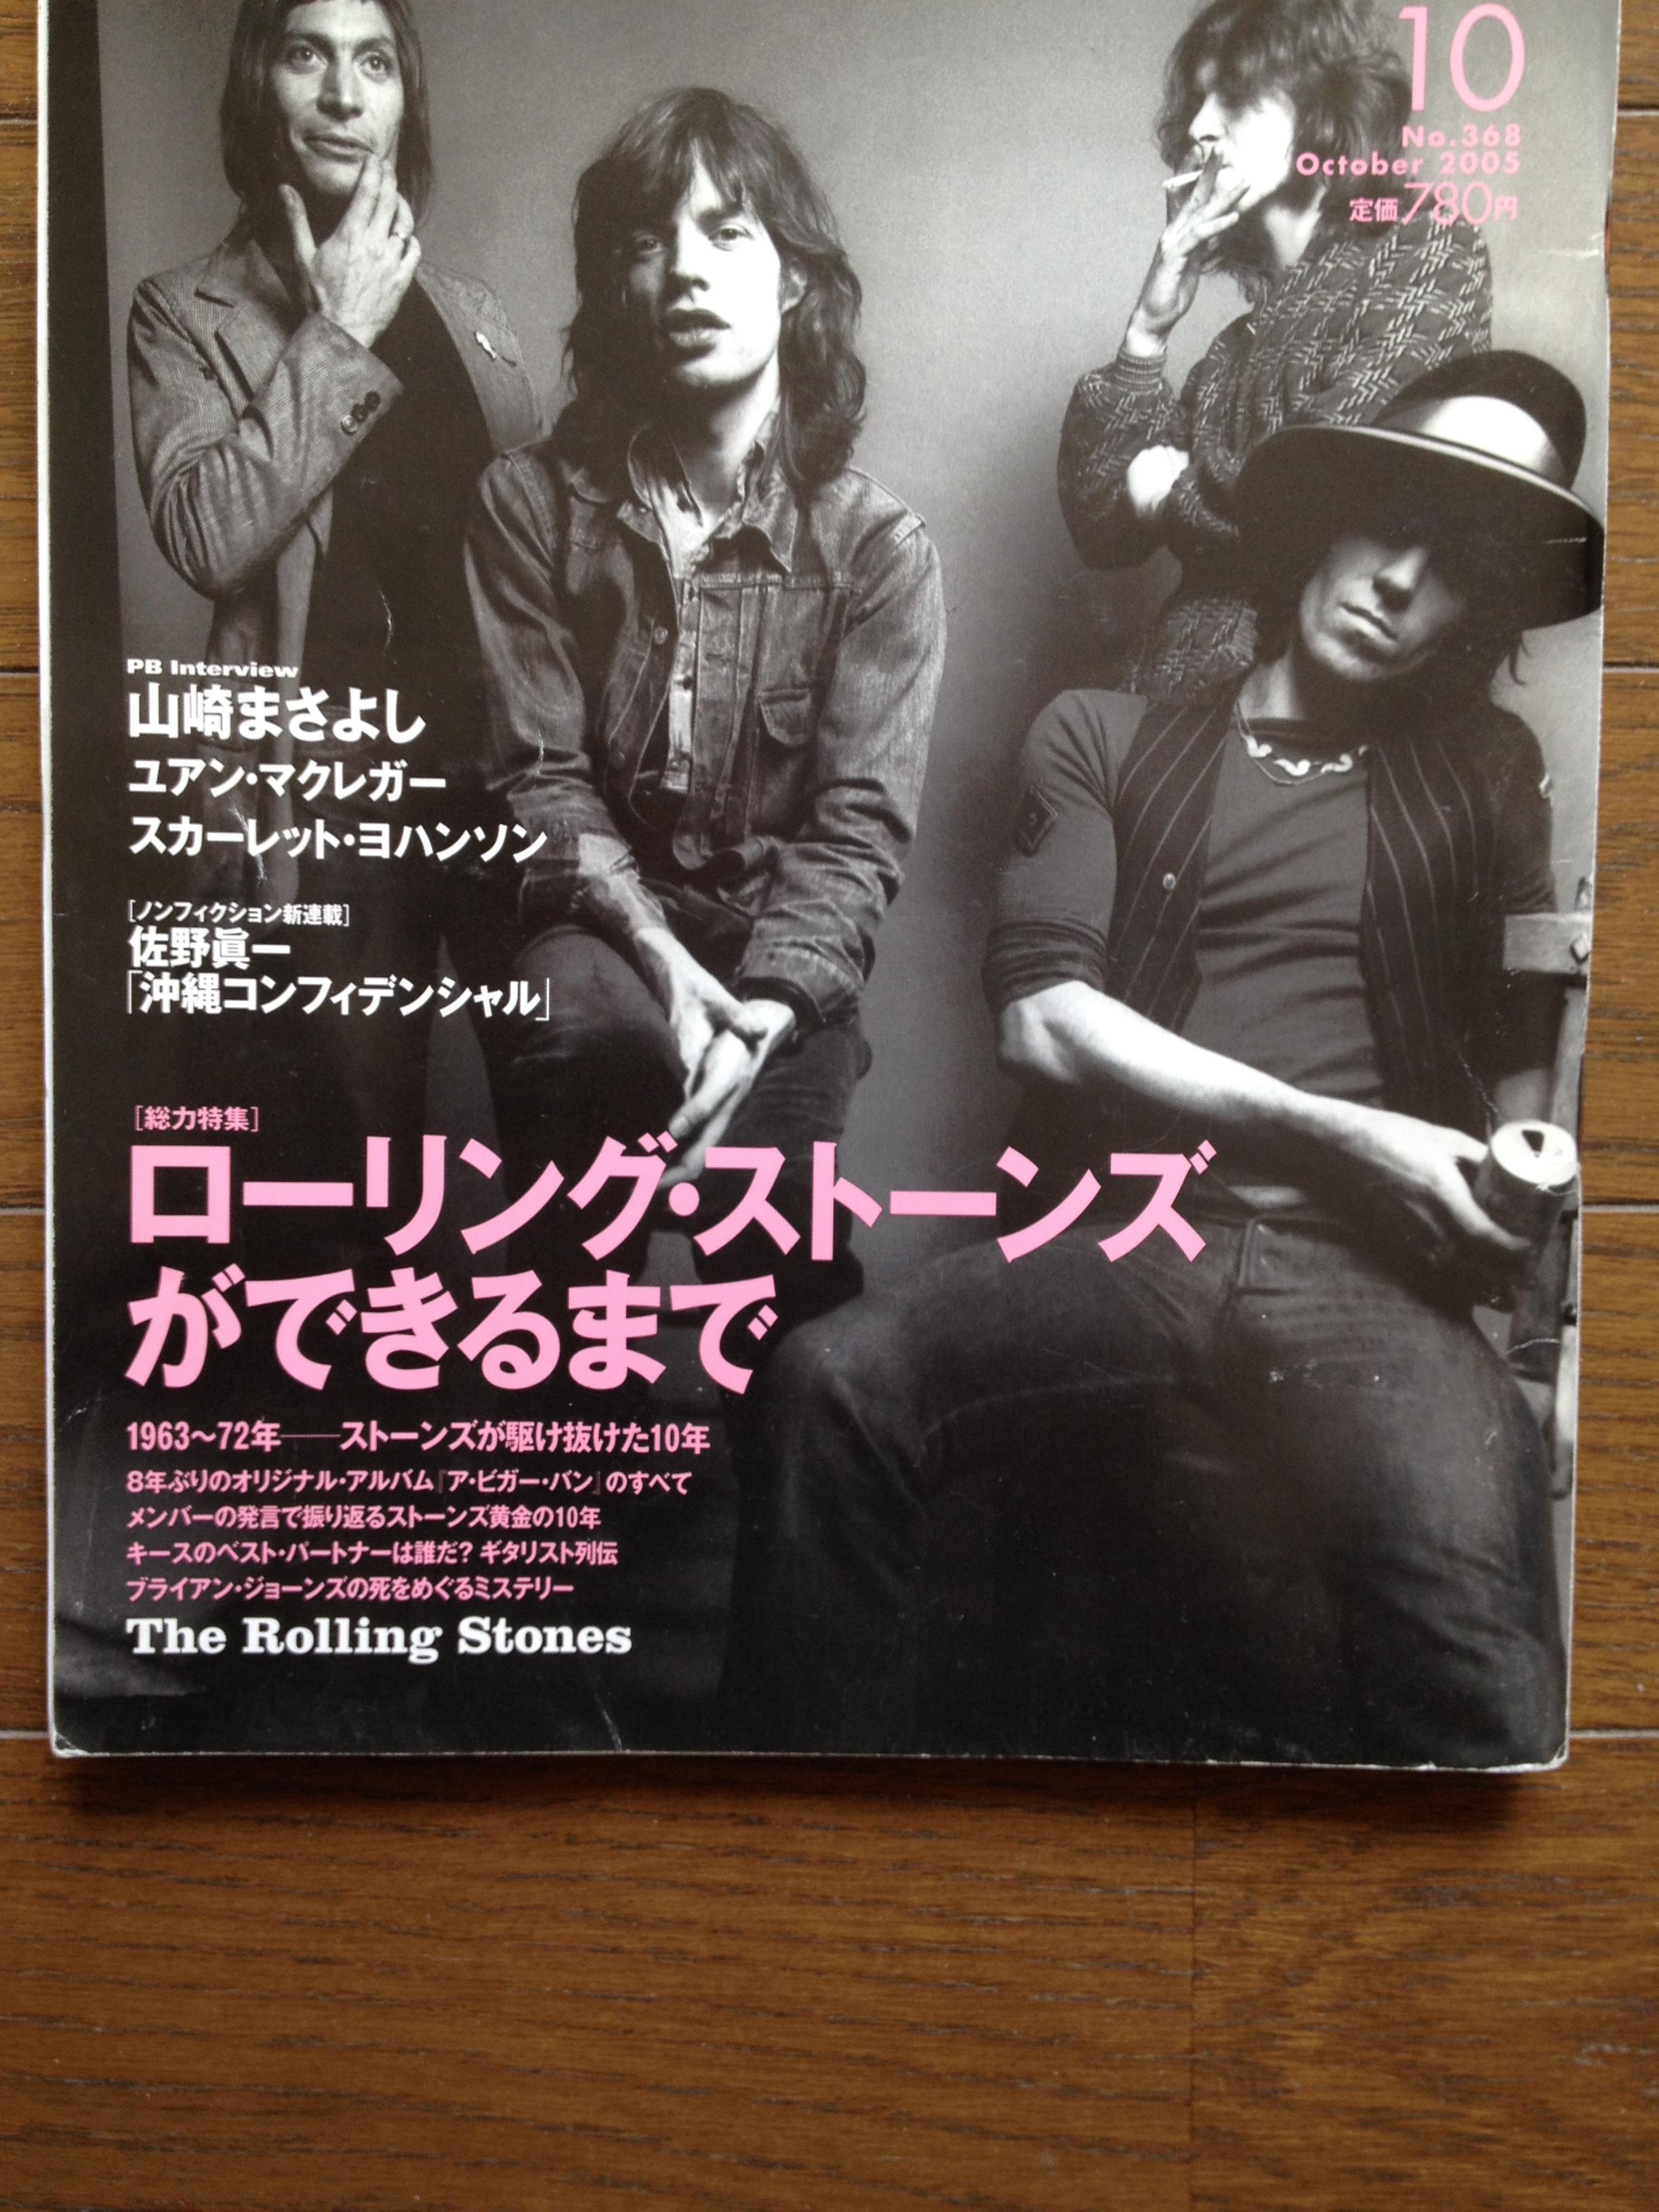 10
No.368
October 2005
定価780円
PB Interview
山崎まさよし
ユアン・マクレガー
スカーレット・ヨハンソン
[ノンフィクション新連載]
佐野眞一
「沖縄コンフィデンシャル」
[総力特集]
ローリング・ストーンズ
ができるまで
1963〜72年──ストーンズが駆け抜けた10年
8年ぶりのオリジナル・アルバム『ア・ビガー・バン』のすべて
メンバーの発言で振り返るストーンズ黄金の10年
キースのベスト・パートナーは誰だ? ギタリスト列伝
ブライアン・ジョーンズの死をめぐるミステリー
The Rolling Stones